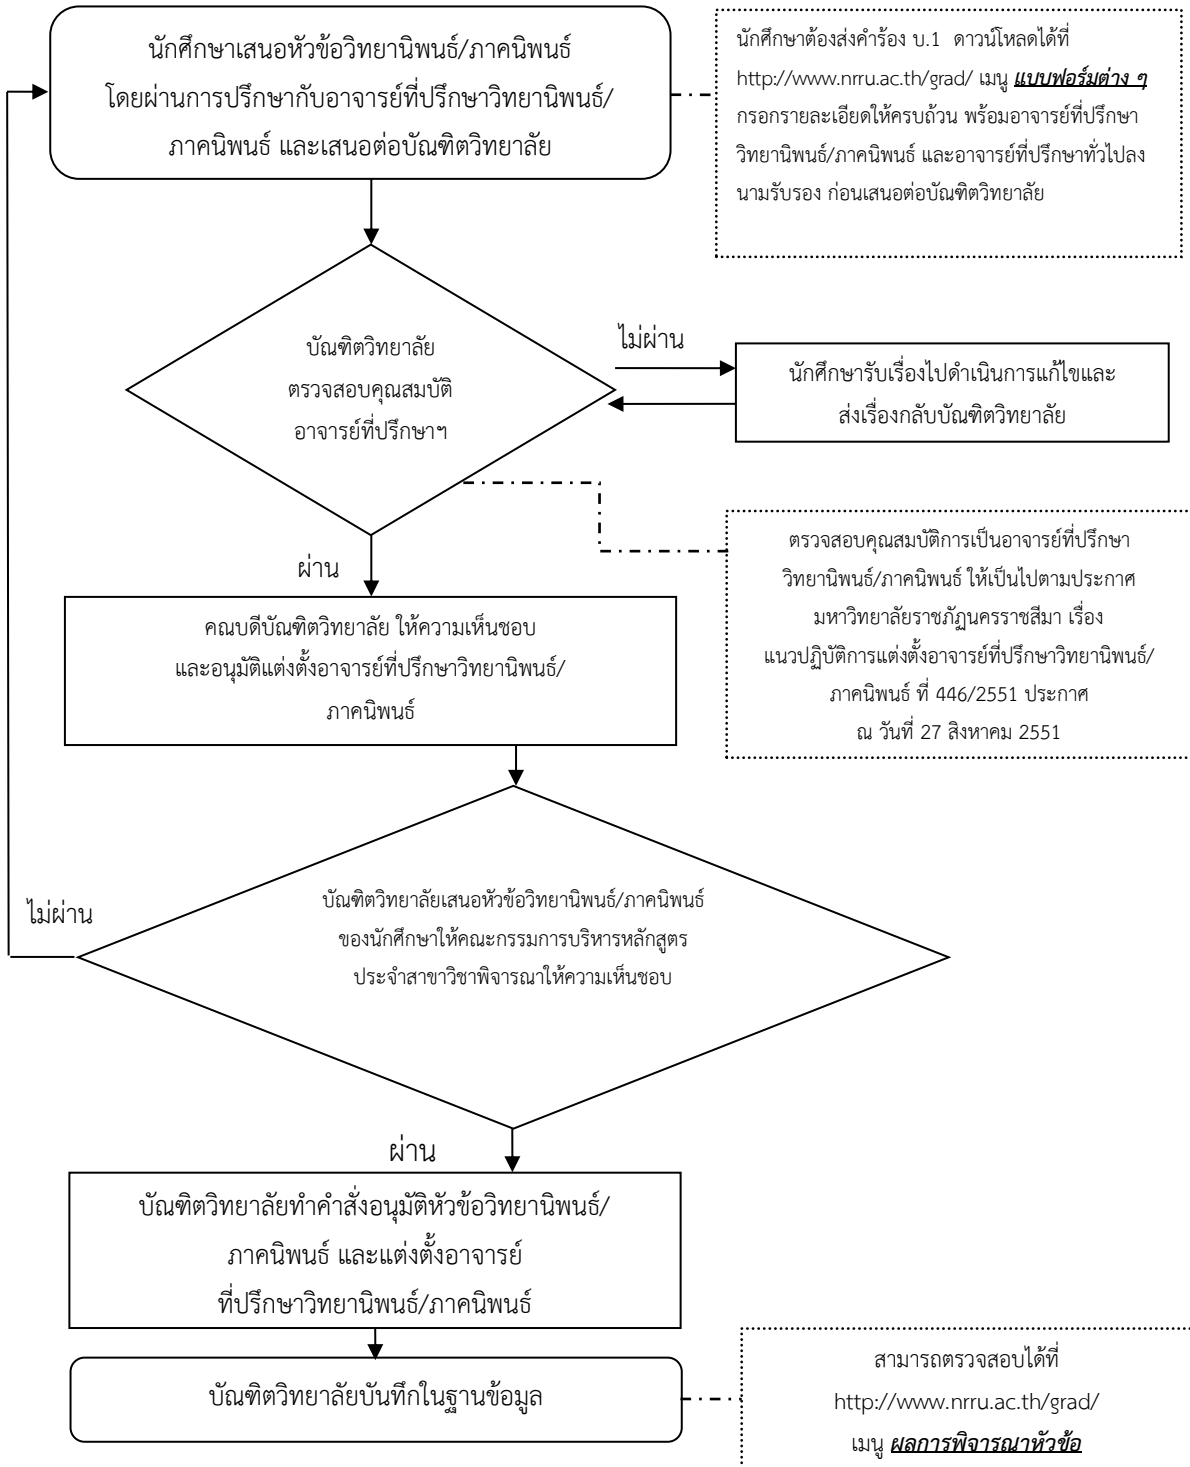 นักศึกษาเสนอหัวข้อวิทยานิพนธ์/ภาคนิพนธ์
โดยผ่านการปรึกษากับอาจารย์ที่ปรึกษาวิทยานิพนธ์/
ภาคนิพนธ์ และเสนอต่อบัณฑิตวิทยาลัย
นักศึกษาต้องส่งคำร้อง บ.1 ดาวน์โหลดได้ที่
http://www.nrru.ac.th/grad/ เมนู แบบฟอร์มต่าง ๆ
กรอกรายละเอียดให้ครบถ้วน พร้อมอาจารย์ที่ปรึกษา
วิทยานิพนธ์/ภาคนิพนธ์ และอาจารย์ที่ปรึกษาทั่วไปลง
นามรับรอง ก่อนเสนอต่อบัณฑิตวิทยาลัย
บัณฑิตวิทยาลัย
ตรวจสอบคุณสมบัติ
อาจารย์ที่ปรึกษาฯ
ไม่ผ่าน
นักศึกษารับเรื่องไปดำเนินการแก้ไขและ
ส่งเรื่องกลับบัณฑิตวิทยาลัย
ผ่าน
ตรวจสอบคุณสมบัติการเป็นอาจารย์ที่ปรึกษา
วิทยานิพนธ์/ภาคนิพนธ์ ให้เป็นไปตามประกาศ
มหาวิทยาลัยราชภัฏนครราชสีมา เรื่อง
แนวปฏิบัติการแต่งตั้งอาจารย์ที่ปรึกษาวิทยานิพนธ์/
ภาคนิพนธ์ ที่ 446/2551 ประกาศ
ณ วันที่ 27 สิงหาคม 2551
คณบดีบัณฑิตวิทยาลัย ให้ความเห็นชอบ
และอนุมัติแต่งตั้งอาจารย์ที่ปรึกษาวิทยานิพนธ์/
ภาคนิพนธ์
ไม่ผ่าน
บัณฑิตวิทยาลัยเสนอหัวข้อวิทยานิพนธ์/ภาคนิพนธ์
ของนักศึกษาให้คณะกรรมการบริหารหลักสูตร
ประจำสาขาวิชาพิจารณาให้ความเห็นชอบ
ผ่าน
บัณฑิตวิทยาลัยทำคำสั่งอนุมัติหัวข้อวิทยานิพนธ์/
ภาคนิพนธ์ และแต่งตั้งอาจารย์
ที่ปรึกษาวิทยานิพนธ์/ภาคนิพนธ์
บัณฑิตวิทยาลัยบันทึกในฐานข้อมูล
สามารถตรวจสอบได้ที่
http://www.nrru.ac.th/grad/
เมนู ผลการพิจารณาหัวข้อ